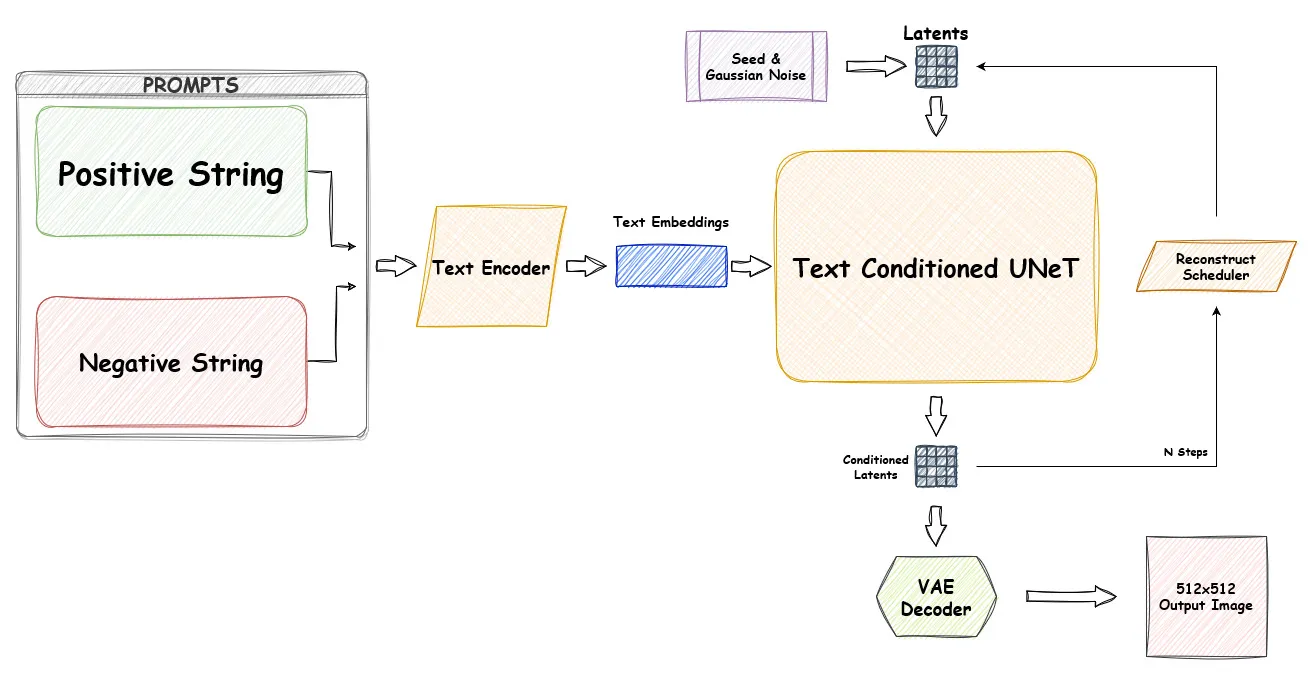 PROMPTS
Positive String
Negative String
Text Encoder
Text Embeddings
Seed &
Gaussian Noise
Latents
Text Conditioned UNeT
Reconstruct
Scheduler
N Steps
Conditioned
Latents
VAE
Decoder
512x512
Output Image